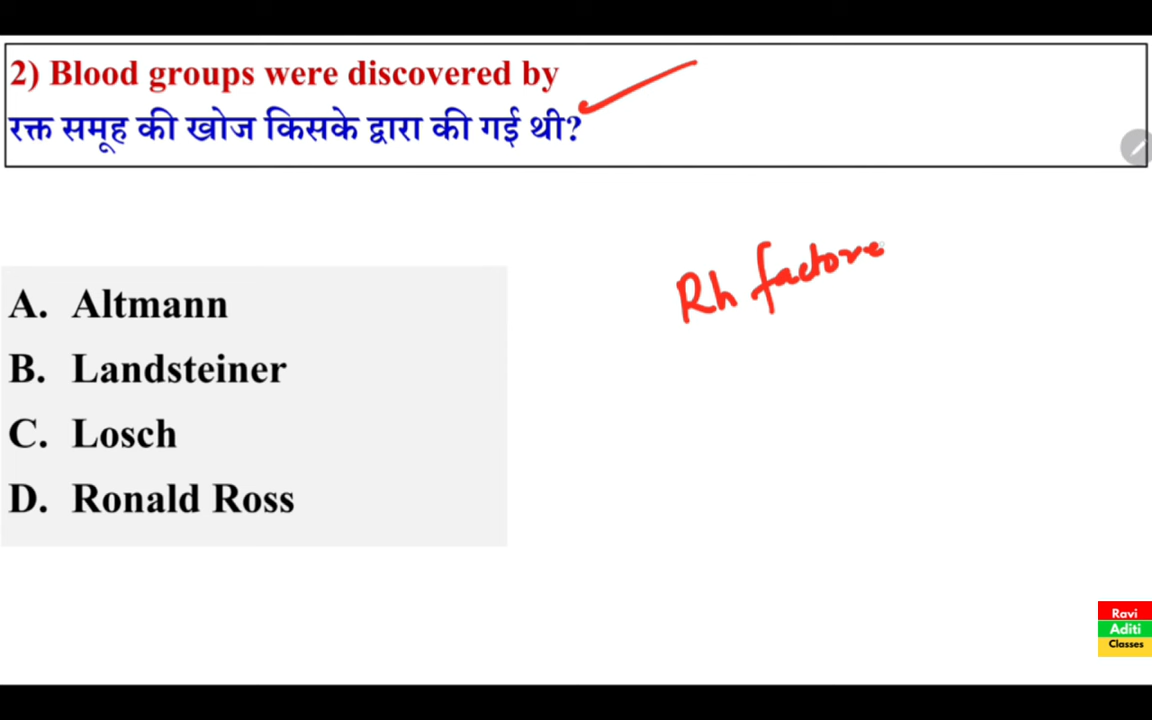 2) Blood groups were discovered by
रक्त समूह की खोज किसके द्वारा की गई थी?
Rh factore
A. Altmann
B. Landsteiner
C. Losch
D. Ronald Ross
Ravi
Aditi
Classes